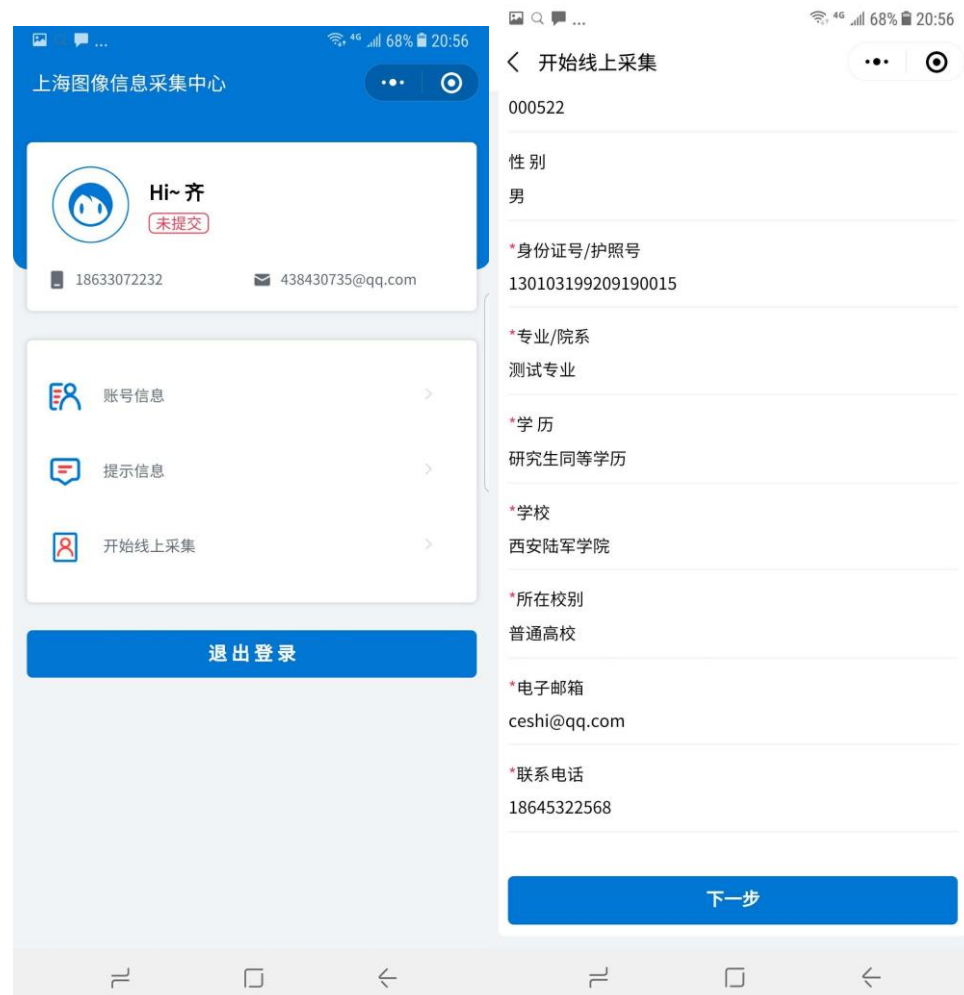 ... 4G 68% 20:56
上海图像信息采集中心
Hi~ 齐
未提交
18633072232
438430735@qq.com
账号信息
提示信息
开始线上采集
退出登录
... 4G 68% 20:56
开始线上采集
000522
性 别
男
*身份证号/护照号
130103199209190015
*专业/院系
测试专业
*学 历
研究生同等学历
*学校
西安陆军学院
*所在校别
普通高校
*电子邮箱
ceshi@qq.com
*联系电话
18645322568
下一步